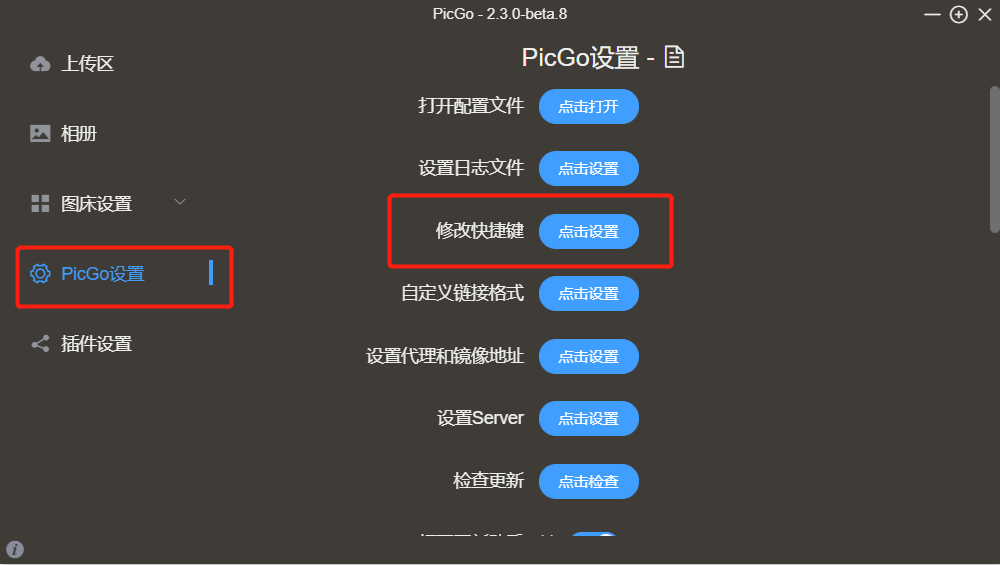 PicGo - 2.3.0-beta.8
上传区
相册
图床设置
PicGo设置
插件设置
PicGo设置 -
打开配置文件 点击打开
设置日志文件 点击设置
修改快捷键 点击设置
自定义链接格式 点击设置
设置代理和镜像地址 点击设置
设置Server 点击设置
检查更新 点击检查